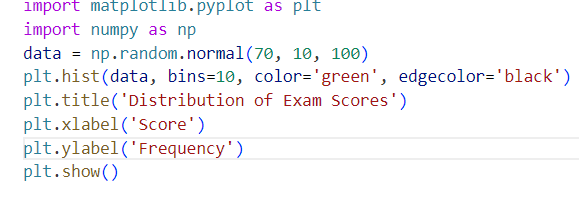 import matplotlib.pyplot as plt
import numpy as np
data = np.random.normal(70, 10, 100)
plt.hist(data, bins=10, color='green', edgecolor='black')
plt.title('Distribution of Exam Scores')
plt.xlabel('Score')
plt.ylabel('Frequency')
plt.show()